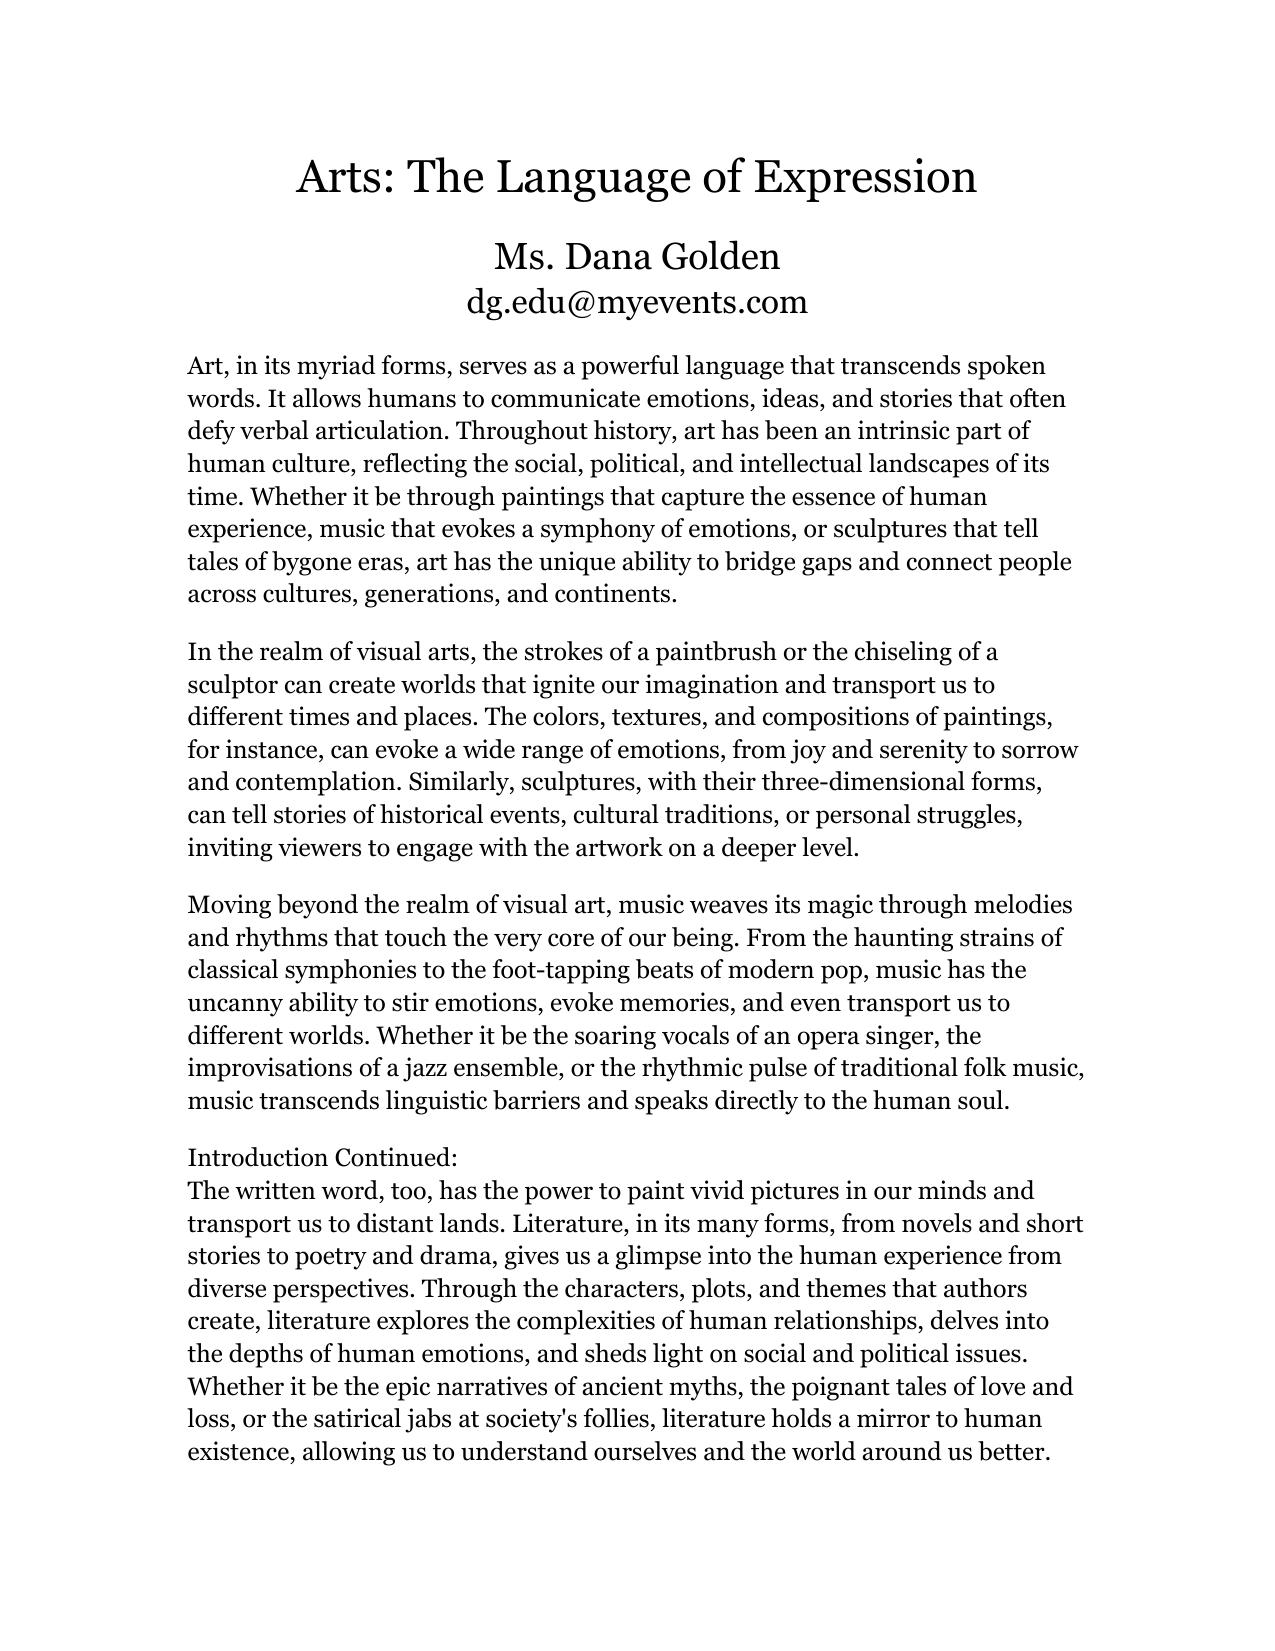 Arts: The Language of Expression
Ms. Dana Golden
dg.edu@myevents.com
Art, in its myriad forms, serves as a powerful language that transcends spoken
words. It allows humans to communicate emotions, ideas, and stories that often
defy verbal articulation. Throughout history, art has been an intrinsic part of
human culture, reflecting the social, political, and intellectual landscapes of its
time. Whether it be through paintings that capture the essence of human
experience, music that evokes a symphony of emotions, or sculptures that tell
tales of bygone eras, art has the unique ability to bridge gaps and connect people
across cultures, generations, and continents.
In the realm of visual arts, the strokes of a paintbrush or the chiseling of a
sculptor can create worlds that ignite our imagination and transport us to
different times and places. The colors, textures, and compositions of paintings,
for instance, can evoke a wide range of emotions, from joy and serenity to sorrow
and contemplation. Similarly, sculptures, with their three-dimensional forms,
can tell stories of historical events, cultural traditions, or personal struggles,
inviting viewers to engage with the artwork on a deeper level.
Moving beyond the realm of visual art, music weaves its magic through melodies
and rhythms that touch the very core of our being. From the haunting strains of
classical symphonies to the foot-tapping beats of modern pop, music has the
uncanny ability to stir emotions, evoke memories, and even transport us to
different worlds. Whether it be the soaring vocals of an opera singer, the
improvisations of a jazz ensemble, or the rhythmic pulse of traditional folk music,
music transcends linguistic barriers and speaks directly to the human soul.
Introduction Continued:
The written word, too, has the power to paint vivid pictures in our minds and
transport us to distant lands. Literature, in its many forms, from novels and short
stories to poetry and drama, gives us a glimpse into the human experience from
diverse perspectives. Through the characters, plots, and themes that authors
create, literature explores the complexities of human relationships, delves into
the depths of human emotions, and sheds light on social and political issues.
Whether it be the epic narratives of ancient myths, the poignant tales of love and
loss, or the satirical jabs at society's follies, literature holds a mirror to human
existence, allowing us to understand ourselves and the world around us better.